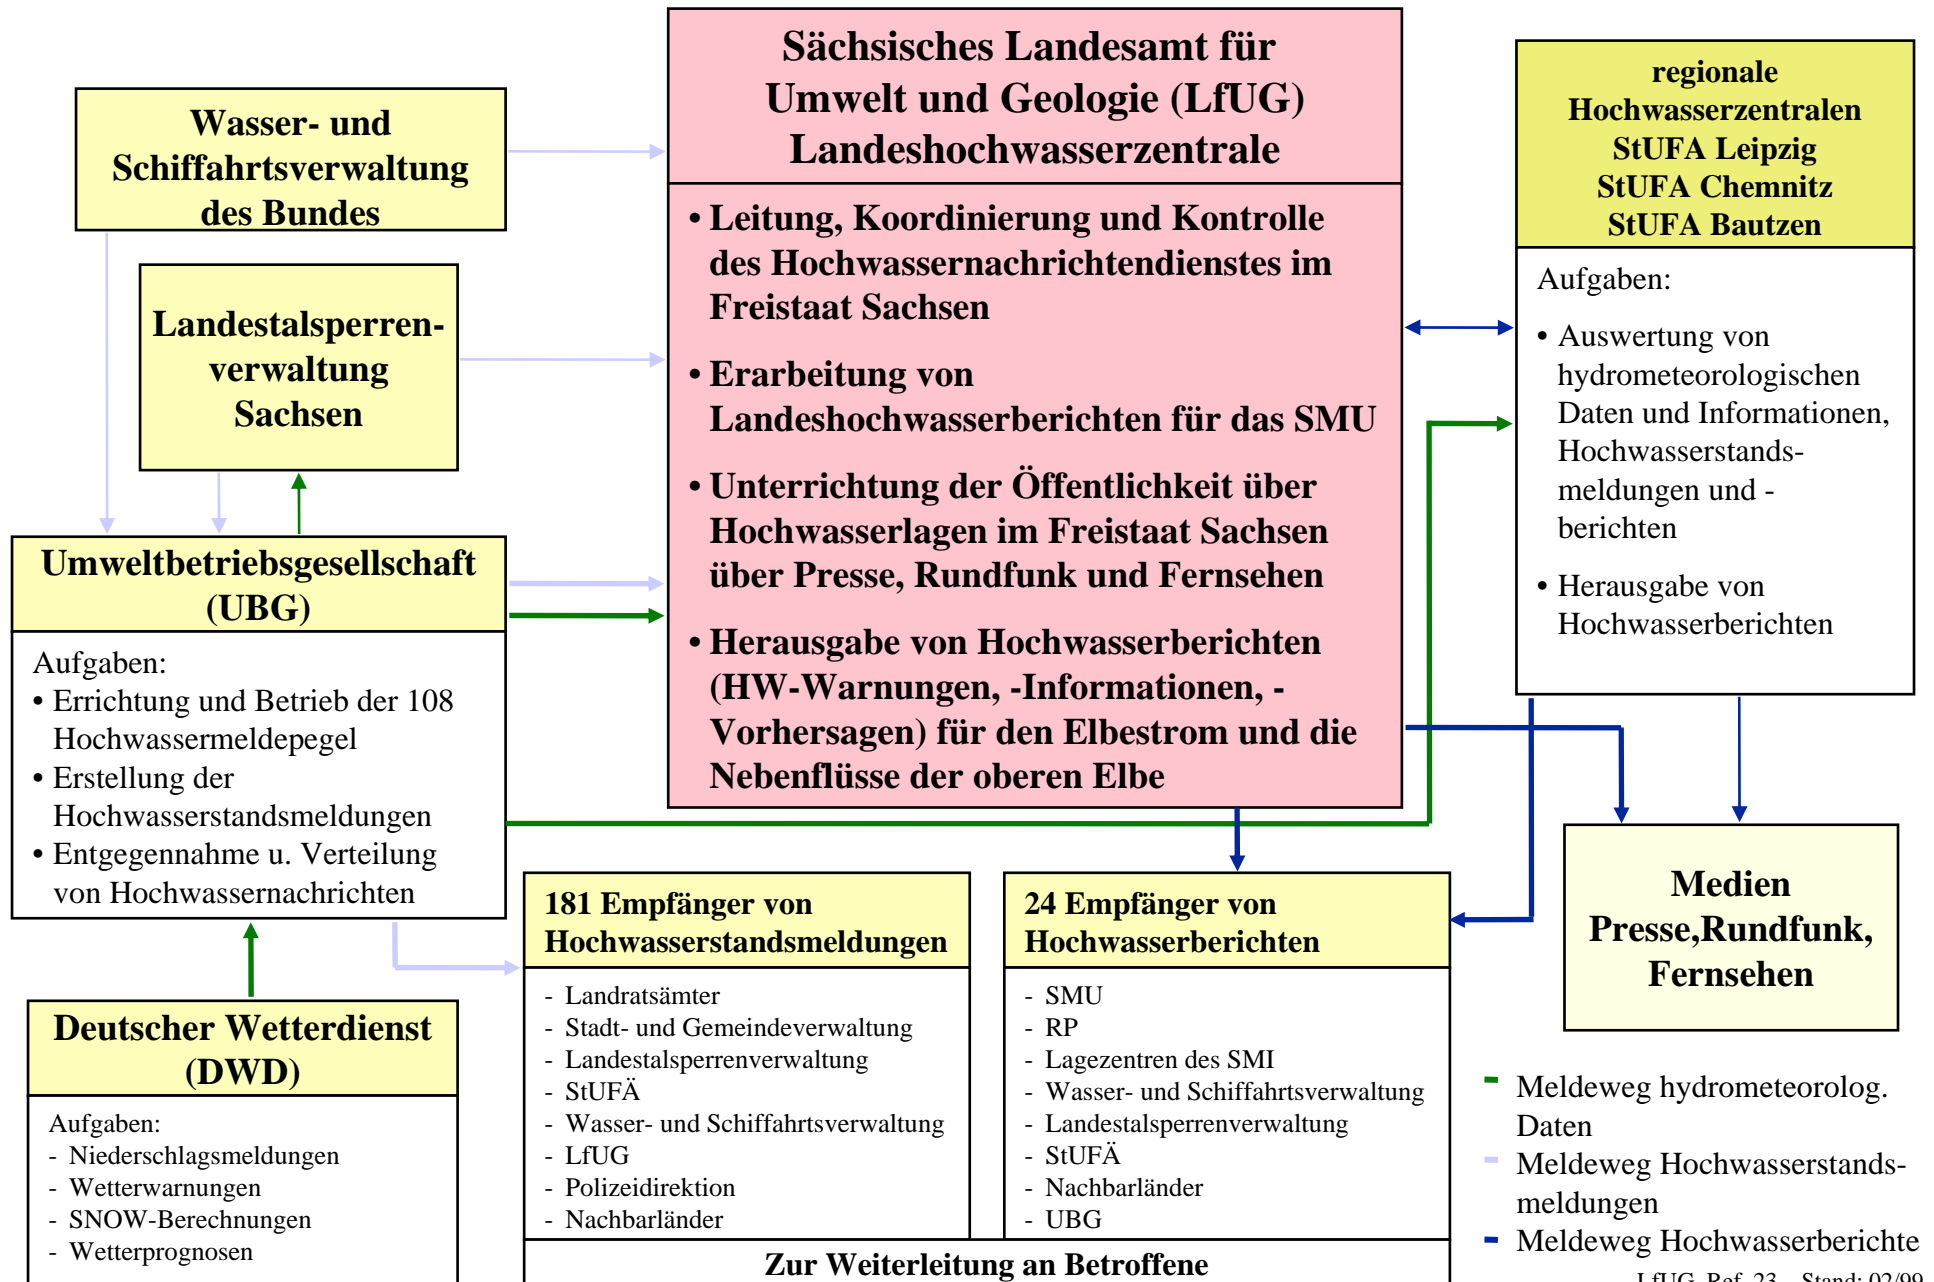 Sächsisches Landesamt für
Umwelt und Geologie (LfUG)
Landeshochwasserzentrale
• Leitung, Koordinierung und Kontrolle
des Hochwassernachrichtendienstes im
Freistaat Sachsen
• Erarbeitung von
Landeshochwasserberichten für das SMU
• Unterrichtung der Öffentlichkeit über
Hochwasserlagen im Freistaat Sachsen
über Presse, Rundfunk und Fernsehen
• Herausgabe von Hochwasserberichten
(HW-Warnungen, -Informationen, -
Vorhersagen) für den Elbestrom und die
Nebenflüsse der oberen Elbe
Wasser- und
Schiffahrtsverwaltung
des Bundes
Landestalsperren-
verwaltung
Sachsen
Umweltbetriebsgesellschaft
(UBG)
Aufgaben:
• Errichtung und Betrieb der 108
Hochwassermeldepegel
• Erstellung der
Hochwasserstandsmeldungen
• Entgegennahme u. Verteilung
von Hochwassernachrichten
Deutscher Wetterdienst
(DWD)
Aufgaben:
- Niederschlagsmeldungen
- Wetterwarnungen
- SNOW-Berechnungen
- Wetterprognosen
181 Empfänger von
Hochwasserstandsmeldungen
- Landratsämter
- Stadt- und Gemeindeverwaltung
- Landestalsperrenverwaltung
- StUFÄ
- Wasser- und Schiffahrtsverwaltung
- LfUG
- Polizeidirektion
- Nachbarländer
24 Empfänger von
Hochwasserberichten
- SMU
- RP
- Lagezentren des SMI
- Wasser- und Schiffahrtsverwaltung
- Landestalsperrenverwaltung
- StUFÄ
- Nachbarländer
- UBG
Zur Weiterleitung an Betroffene
regionale
Hochwasserzentralen
StUFA Leipzig
StUFA Chemnitz
StUFA Bautzen
Aufgaben:
• Auswertung von
hydrometeorologischen
Daten und Informationen,
Hochwasserstands-
meldungen und -
berichten
• Herausgabe von
Hochwasserberichten
Medien
Presse,Rundfunk,
Fernsehen
Meldeweg hydrometeorolog.
Daten
Meldeweg Hochwasserstands-
meldungen
Meldeweg Hochwasserberichte
LfUG, Ref. 23 Stand: 02/99